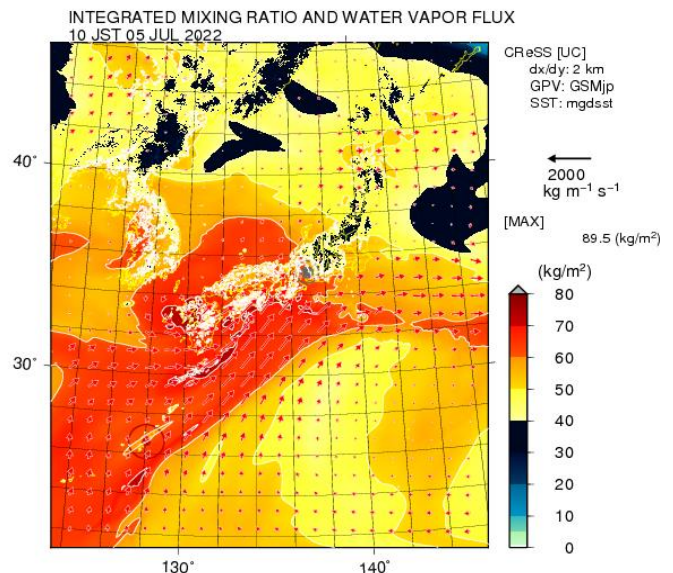 INTEGRATED MIXING RATIO AND WATER VAPOR FLUX
10 JST 05 JUL 2022
CReSS [UC]
dx/dy: 2 km
GPV: GSMjp
SST: mgdsst
2000
kg m⁻¹ s⁻¹
[MAX]
89.5 (kg/m²)
(kg/m²)
80
70
60
50
40
30
20
10
0
40°
30°
130°
140°